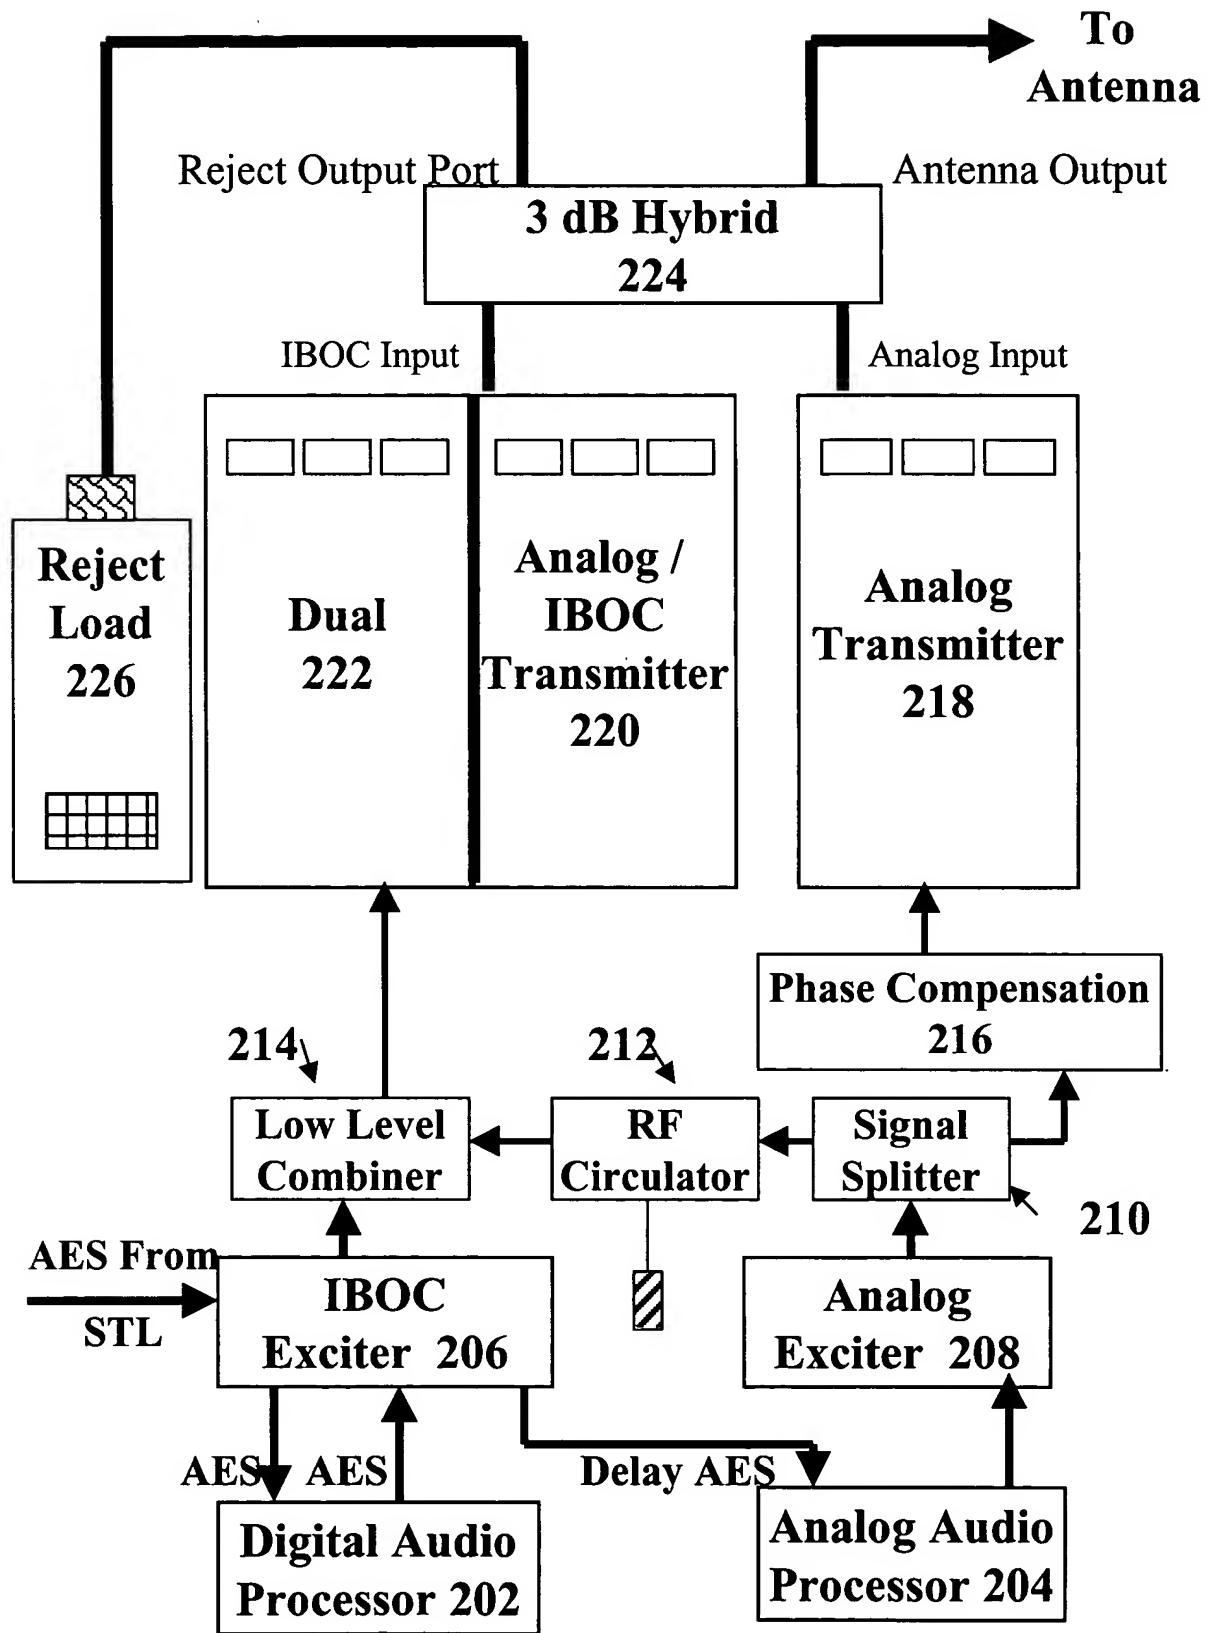 To
Antenna
Reject Output Port
Antenna Output
3 dB Hybrid
224
IBOC Input
Analog Input
Reject
Load
226
Dual
222
Analog /
IBOC
Transmitter
220
Analog
Transmitter
218
Phase Compensation
216
214
212
Low Level
Combiner
RF
Circulator
Signal
Splitter
210
AES From
STL
IBOC
Exciter 206
Analog
Exciter 208
AES
AES
Delay AES
Digital Audio
Processor 202
Analog Audio
Processor 204